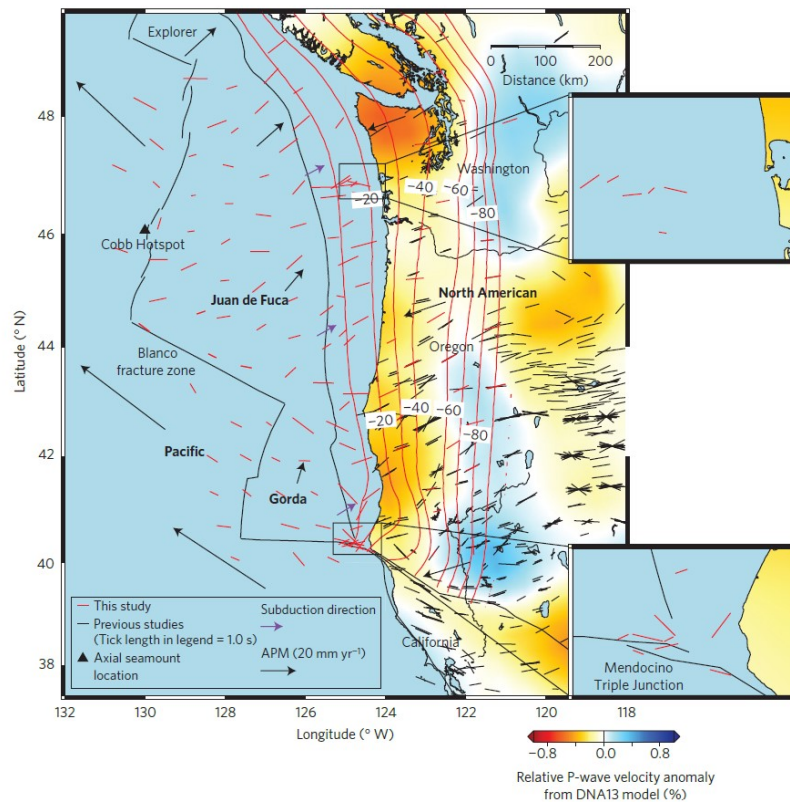 Explorer
0 100 200
Distance (km)
48
Washington
−20
−40
−60
−80
46
Cobb Hotspot
Juan de Fuca
North American
Latitude (° N)
44
Blanco
fracture zone
Oregon
−20
−40
−60
−80
42
Pacific
Gorda
40
This study
Previous studies
(Tick length in legend = 1.0 s)
Axial seamount
location
Subduction direction
APM (20 mm yr⁻¹)
California
Mendocino
Triple Junction
38
132 130 128 126 124 122 120 118
Longitude (° W)
−0.8 0.0 0.8
Relative P-wave velocity anomaly
from DNA13 model (%)